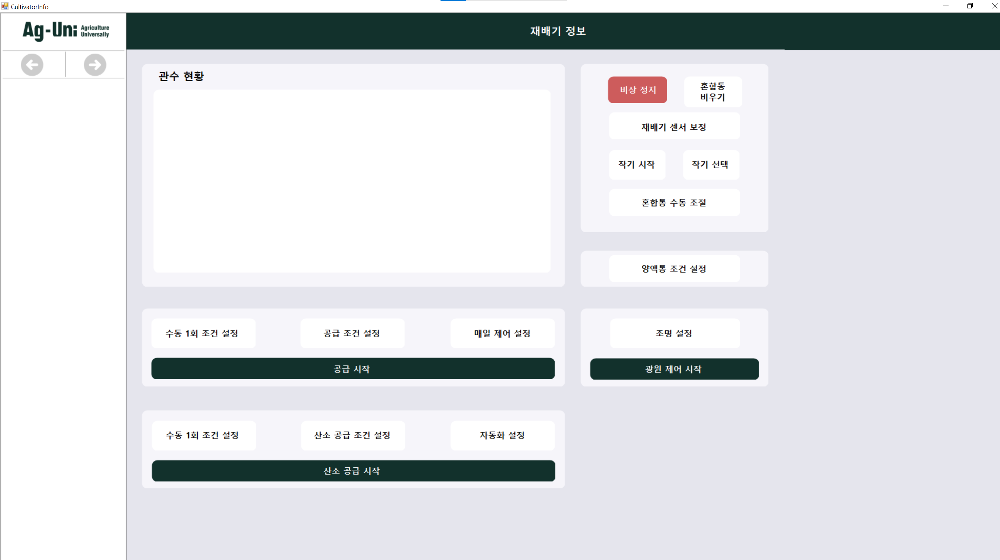 CultivatorInfo
Ag-Uni Agriculture
Universally
재배기 정보
관수 현황
비상 정지
혼합통
비우기
재배기 센서 보정
작기 시작
작기 선택
혼합통 수동 조절
양액통 조건 설정
수동 1회 조건 설정
공급 조건 설정
매일 제어 설정
공급 시작
조명 설정
광원 제어 시작
수동 1회 조건 설정
산소 공급 조건 설정
자동화 설정
산소 공급 시작